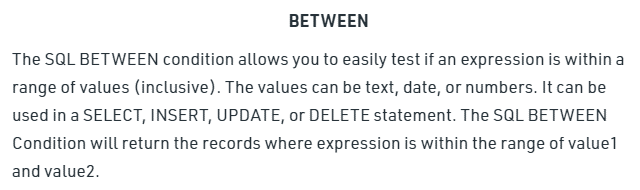 BETWEEN
The SQL BETWEEN condition allows you to easily test if an expression is within a
range of values (inclusive). The values can be text, date, or numbers. It can be
used in a SELECT, INSERT, UPDATE, or DELETE statement. The SQL BETWEEN
Condition will return the records where expression is within the range of value1
and value2.